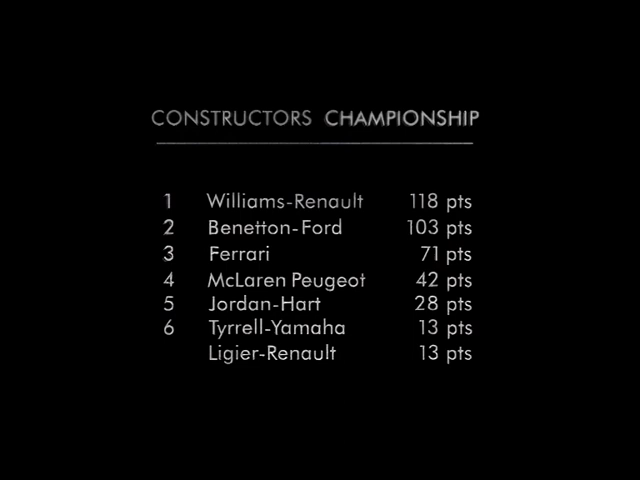 CONSTRUCTORS CHAMPIONSHIP
1 Williams-Renault 118 pts
2 Benetton-Ford 103 pts
3 Ferrari 71 pts
4 McLaren Peugeot 42 pts
5 Jordan-Hart 28 pts
6 Tyrrell-Yamaha 13 pts
Ligier-Renault 13 pts